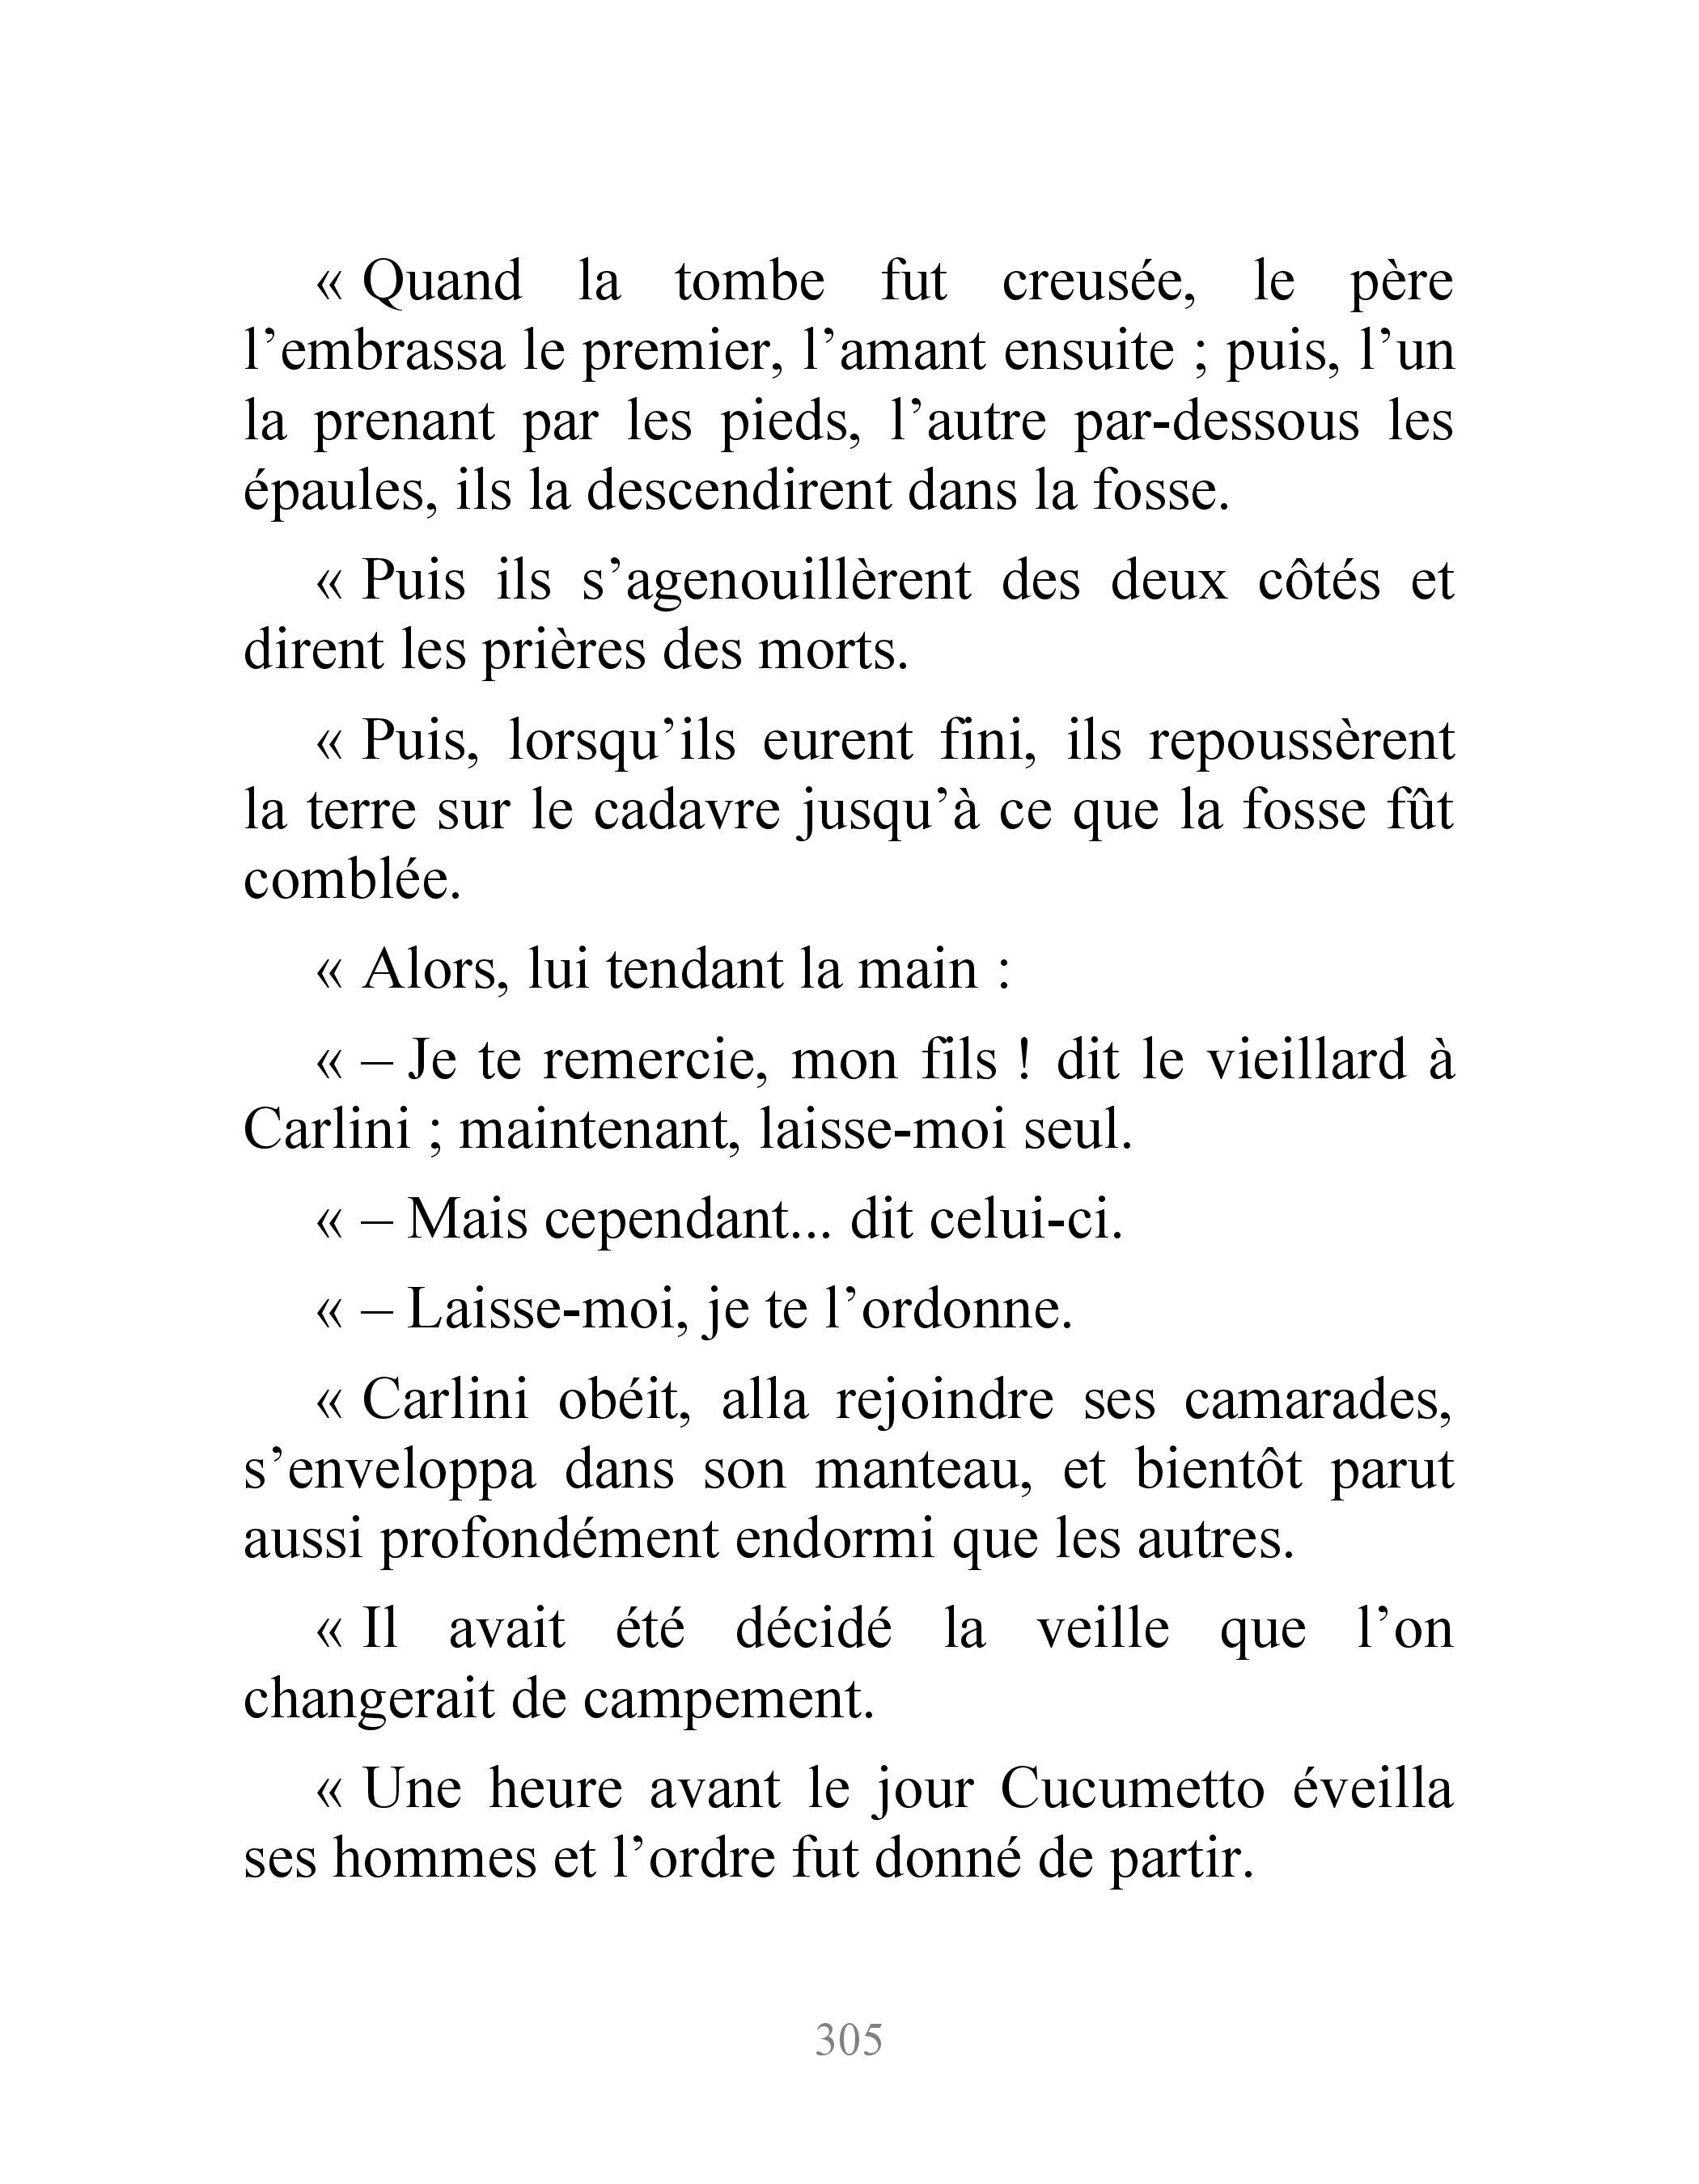 « Quand la tombe fut creusée, le père
l’embrassa le premier, l’amant ensuite ; puis, l’un
la prenant par les pieds, l’autre par-dessous les
épaules, ils la descendirent dans la fosse.
« Puis ils s’agenouillèrent des deux côtés et
dirent les prières des morts.
« Puis, lorsqu’ils eurent fini, ils repoussèrent
la terre sur le cadavre jusqu’à ce que la fosse fût
comblée.
« Alors, lui tendant la main :
« – Je te remercie, mon fils ! dit le vieillard à
Carlini ; maintenant, laisse-moi seul.
« – Mais cependant... dit celui-ci.
« – Laisse-moi, je te l’ordonne.
« Carlini obéit, alla rejoindre ses camarades,
s’enveloppa dans son manteau, et bientôt parut
aussi profondément endormi que les autres.
« Il avait été décidé la veille que l’on
changerait de campement.
« Une heure avant le jour Cucumetto éveilla
ses hommes et l’ordre fut donné de partir.
305